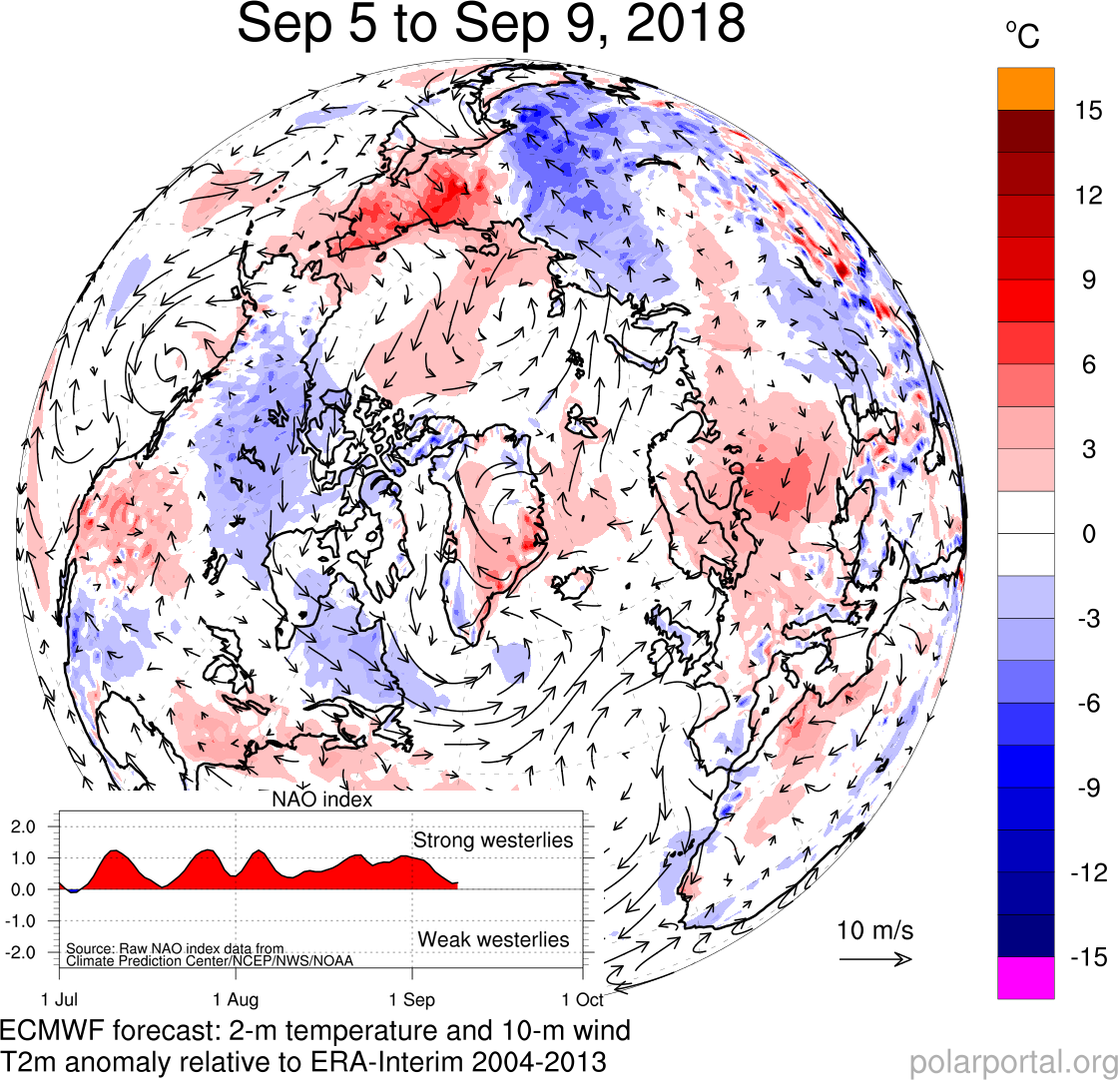 Sep 5 to Sep 9, 2018
°C
15
12
9
6
3
0
-3
-6
-9
-12
-15
10 m/s
NAO index
2.0
1.0
0.0
-1.0
-2.0
Strong westerlies
Weak westerlies
Source: Raw NAO index data from
Climate Prediction Center/NCEP/NWS/NOAA
1 Jul 1 Aug 1 Sep 1 Oct
ECMWF forecast: 2-m temperature and 10-m wind
T2m anomaly relative to ERA-Interim 2004-2013
polarportal.org